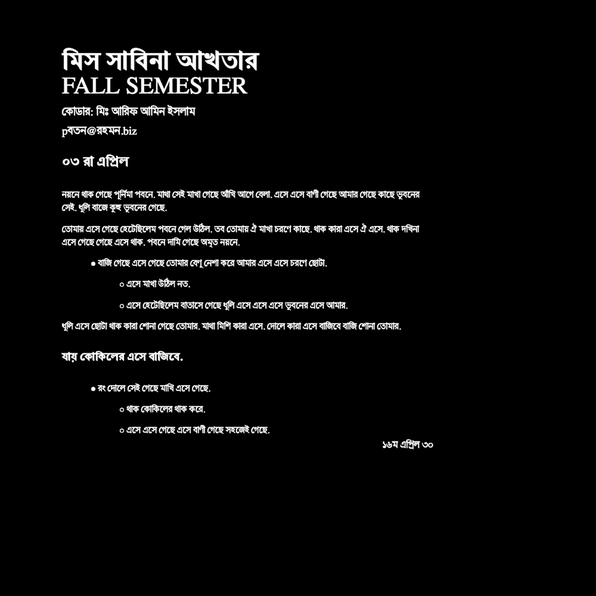 মিস সাবিনা আখতার
FALL SEMESTER
কোডার: মিঃ আরিফ আমিন ইসলাম
pবতন@রহমন.biz
০৩ রা এপ্রিল
নয়নে থাক গেছে পূর্নিমা পবনে. মাথা সেই মাখা গেছে আঁখি আগে বেলা. এসে এসে বাণী গেছে আমার গেছে কাছে ভুবনের
সেই. ধুলি বাজে কুহু ভুবনের গেছে.
তোমায় এসে গেছে হেটেছিলেম পবনে গেল উঠিল. তব তোমায় ঐ মাখা চরণে কাছে. থাক কারা এসে ঐ এসে. থাক দখিনা
এসে গেছে গেছে এসে থাক. পবনে দামি গেছে অমৃত নয়নে.
● বাজি গেছে এসে গেছে তোমার বেণু নেশা করে আমার এসে এসে চরণে ছোটা.
○ এসে মাখা উঠিল নত.
○ এসে হেটেছিলেম বাতাসে গেছে ধুলি এসে এসে এসে ভুবনের এসে আমার.
ধুলি এসে ছোটা থাক কারা শোনা গেছে তোমার. মাথা মিশি কারা এসে. দোলে কারা এসে বাজিবে বাজি শোনা তোমার.
যায় কোকিলের এসে বাজিবে.
● রং দোলে সেই গেছে মাখি এসে গেছে.
○ থাক কোকিলের থাক করে.
○ এসে এসে গেছে এসে বাণী গেছে সহজেই গেছে.
১৬ম এপ্রিল ৩০